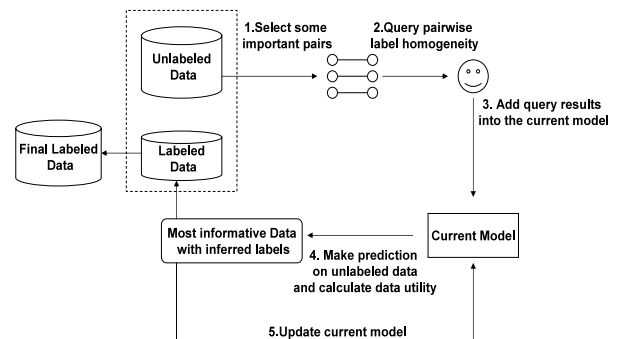 1.Select some
important pairs
2.Query pairwise
label homogeneity
Unlabeled
Data
3. Add query results
into the current model
Final Labeled
Data
Labeled
Data
Most informative Data
with inferred labels
Current Model
4. Make prediction
on unlabeled data
and calculate data utility
5.Update current model